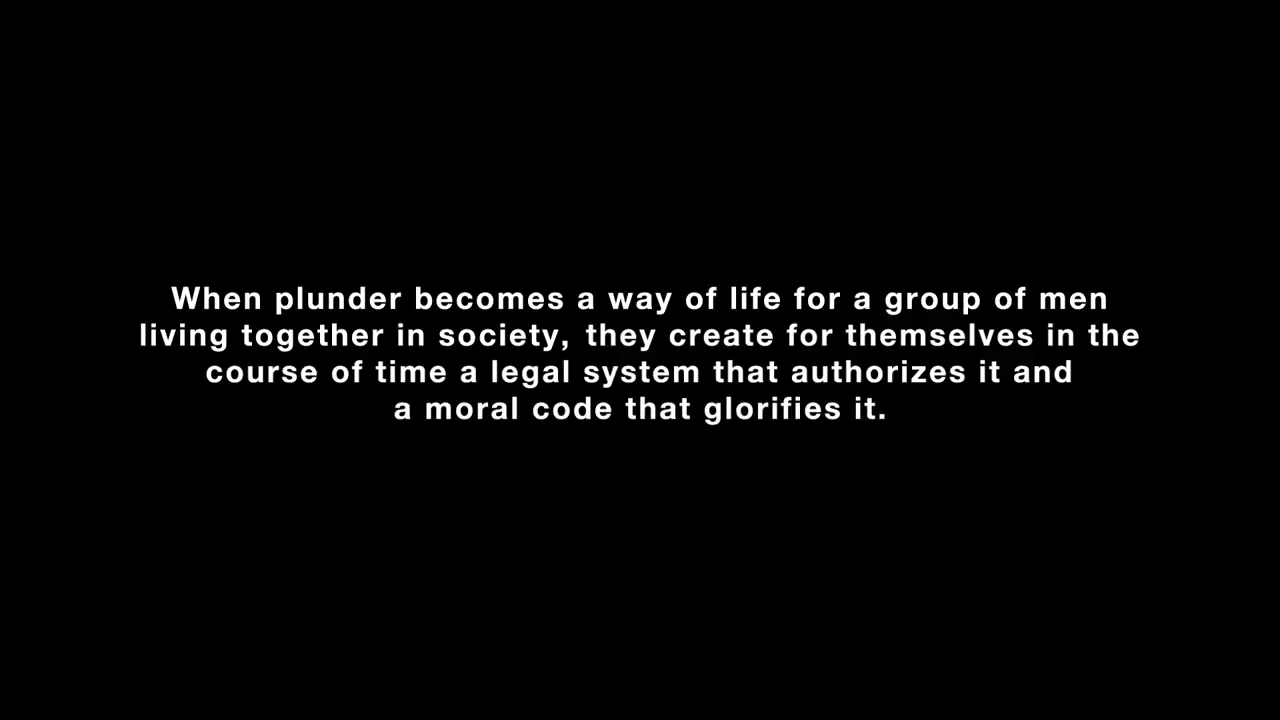 When plunder becomes a way of life for a group of men
living together in society, they create for themselves in the
course of time a legal system that authorizes it and
a moral code that glorifies it.